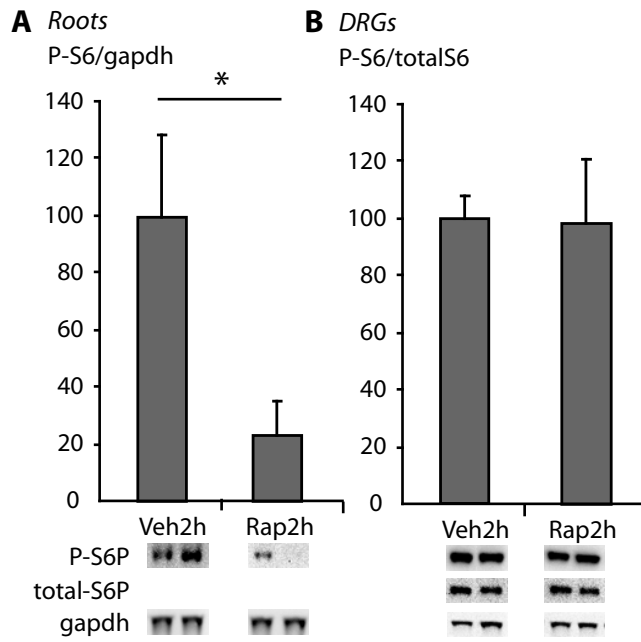 A Roots
P-S6/gapdh
*
140
120
100
80
60
40
20
0
Veh2h Rap2h
P-S6P
total-S6P
gapdh
B DRGs
P-S6/totalS6
140
120
100
80
60
40
20
0
Veh2h Rap2h